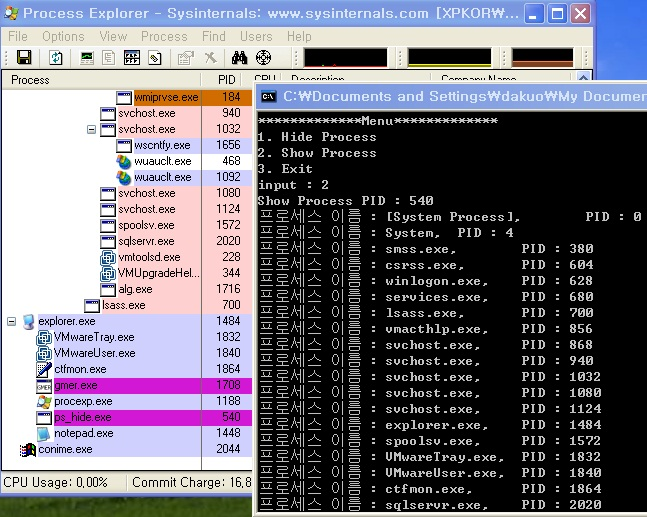 Process Explorer - Sysinternals: www.sysinternals.com [XPKOR₩...
File Options View Process Find Users Help
Process PID CPU Description Company Name
wmiprvse.exe 184
svchost.exe 940
svchost.exe 1032
wscntfy.exe 1656
wuauclt.exe 468
wuauclt.exe 1092
svchost.exe 1080
svchost.exe 1124
spoolsv.exe 1572
sqlservr.exe 2020
vmtoolsd.exe 228
VMUpgradeHel... 344
alg.exe 1716
lsass.exe 700
explorer.exe 1484
VMwareTray.exe 1832
VMwareUser.exe 1840
ctfmon.exe 1864
GMER
gmer.exe 1708
procexp.exe 1188
ps_hide.exe 540
notepad.exe 1448
conime.exe 2044
CPU Usage: 0,00% Commit Charge: 16,8
C:\
C:₩Documents and Settings₩dakuo₩My Documen
*************Menu*************
1. Hide Process
2. Show Process
3. Exit
input : 2
Show Process PID : 540
프로세스 이름 : [System Process], PID : 0
프로세스 이름 : System, PID : 4
프로세스 이름 : smss.exe, PID : 380
프로세스 이름 : csrss.exe, PID : 604
프로세스 이름 : winlogon.exe, PID : 628
프로세스 이름 : services.exe, PID : 680
프로세스 이름 : lsass.exe, PID : 700
프로세스 이름 : vmacthlp.exe, PID : 856
프로세스 이름 : svchost.exe, PID : 868
프로세스 이름 : svchost.exe, PID : 940
프로세스 이름 : svchost.exe, PID : 1032
프로세스 이름 : svchost.exe, PID : 1080
프로세스 이름 : svchost.exe, PID : 1124
프로세스 이름 : explorer.exe, PID : 1484
프로세스 이름 : spoolsv.exe, PID : 1572
프로세스 이름 : VMwareTray.exe, PID : 1832
프로세스 이름 : VMwareUser.exe, PID : 1840
프로세스 이름 : ctfmon.exe, PID : 1864
프로세스 이름 : sqlservr.exe, PID : 2020